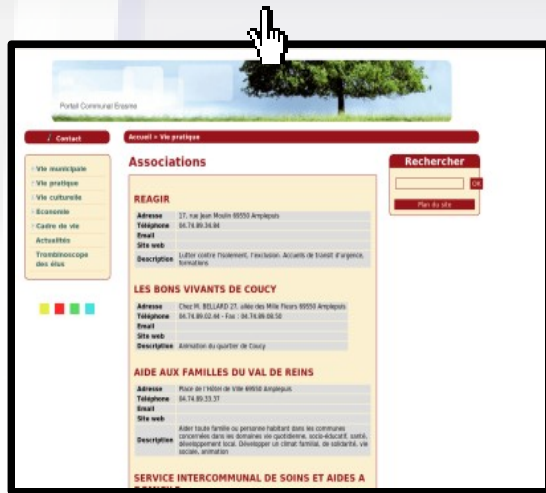 Portail Communal Erasme
Contact
Accueil > Vie pratique
Vie municipale
Vie pratique
Vie culturelle
Economie
Cadre de vie
Actualités
Trombinoscope
des élus
Associations
REAGIR
Adresse 17, rue Jean Moulin 69550 Amplepuis
Téléphone 04.74.89.34.84
Email
Site web
Description Lutter contre l'isolement, l'exclusion. Accueils de transit d'urgence, formations
LES BONS VIVANTS DE COUCY
Adresse Chez M. BELLARD 27, allée des Mille Fleurs 69550 Amplepuis
Téléphone 04.74.89.02.44 - Fax : 04.74.89.08.50
Email
Site web
Description Animation du quartier de Coucy
AIDE AUX FAMILLES DU VAL DE REINS
Adresse Place de l'Hôtel de Ville 69550 Amplepuis
Téléphone 04.74.89.33.37
Email
Site web
Description Aider toute famille ou personne habitant dans les communes
concernées dans les domaines vie quotidienne, socio-éducatif, santé,
développement local. Développer un climat familial, de solidarité, vie
sociale, animation
SERVICE INTERCOMMUNAL DE SOINS ET AIDES A
Rechercher
OK
Plan du site